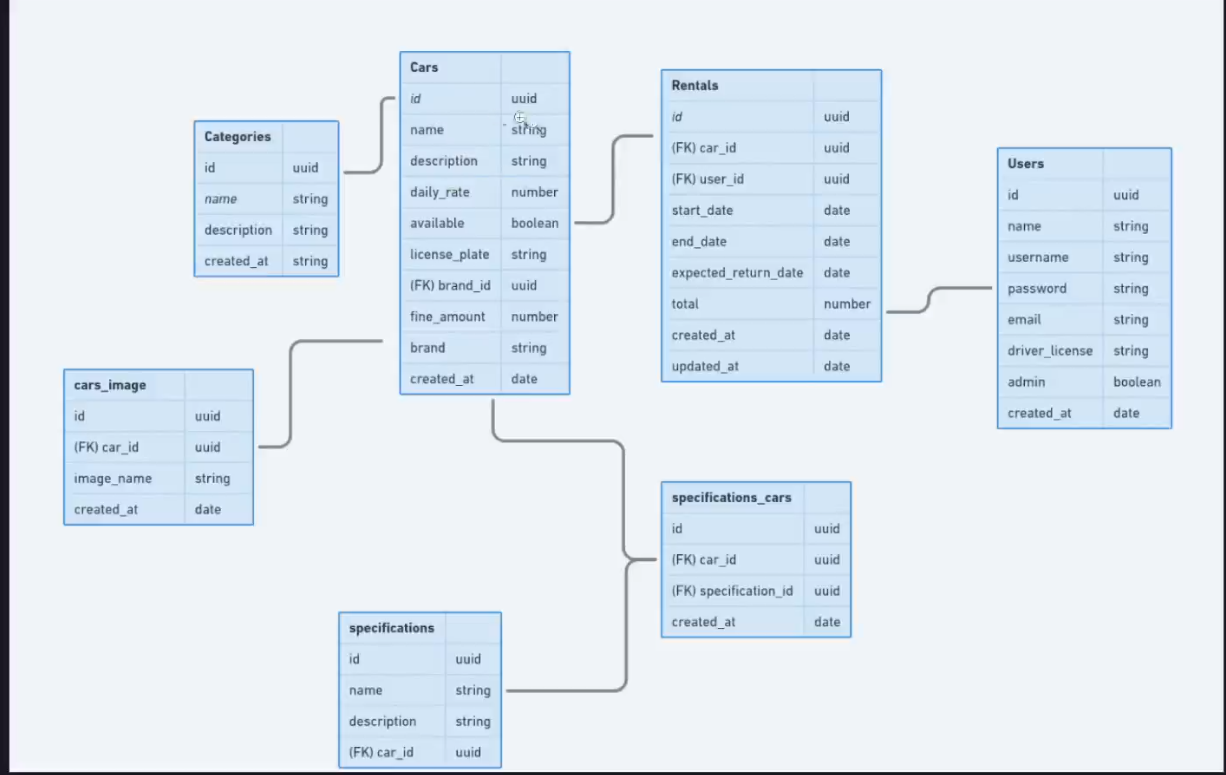 Cars
id uuid
name string
description string
daily_rate number
available boolean
license_plate string
(FK) brand_id uuid
fine_amount number
brand string
created_at date
Rentals
id uuid
(FK) car_id uuid
(FK) user_id uuid
start_date date
end_date date
expected_return_date date
total number
created_at date
updated_at date
Categories
id uuid
name string
description string
created_at string
Users
id uuid
name string
username string
password string
email string
driver_license string
admin boolean
created_at date
cars_image
id uuid
(FK) car_id uuid
image_name string
created_at date
specifications_cars
id uuid
(FK) car_id uuid
(FK) specification_id uuid
created_at date
specifications
id uuid
name string
description string
(FK) car_id uuid